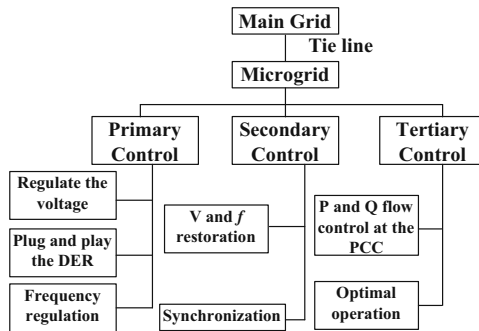 Main Grid
Tie line
Microgrid
Primary
Control
Secondary
Control
Tertiary
Control
Regulate the
voltage
Plug and play
the DER
Frequency
regulation
V and f
restoration
Synchronization
P and Q flow
control at the
PCC
Optimal
operation